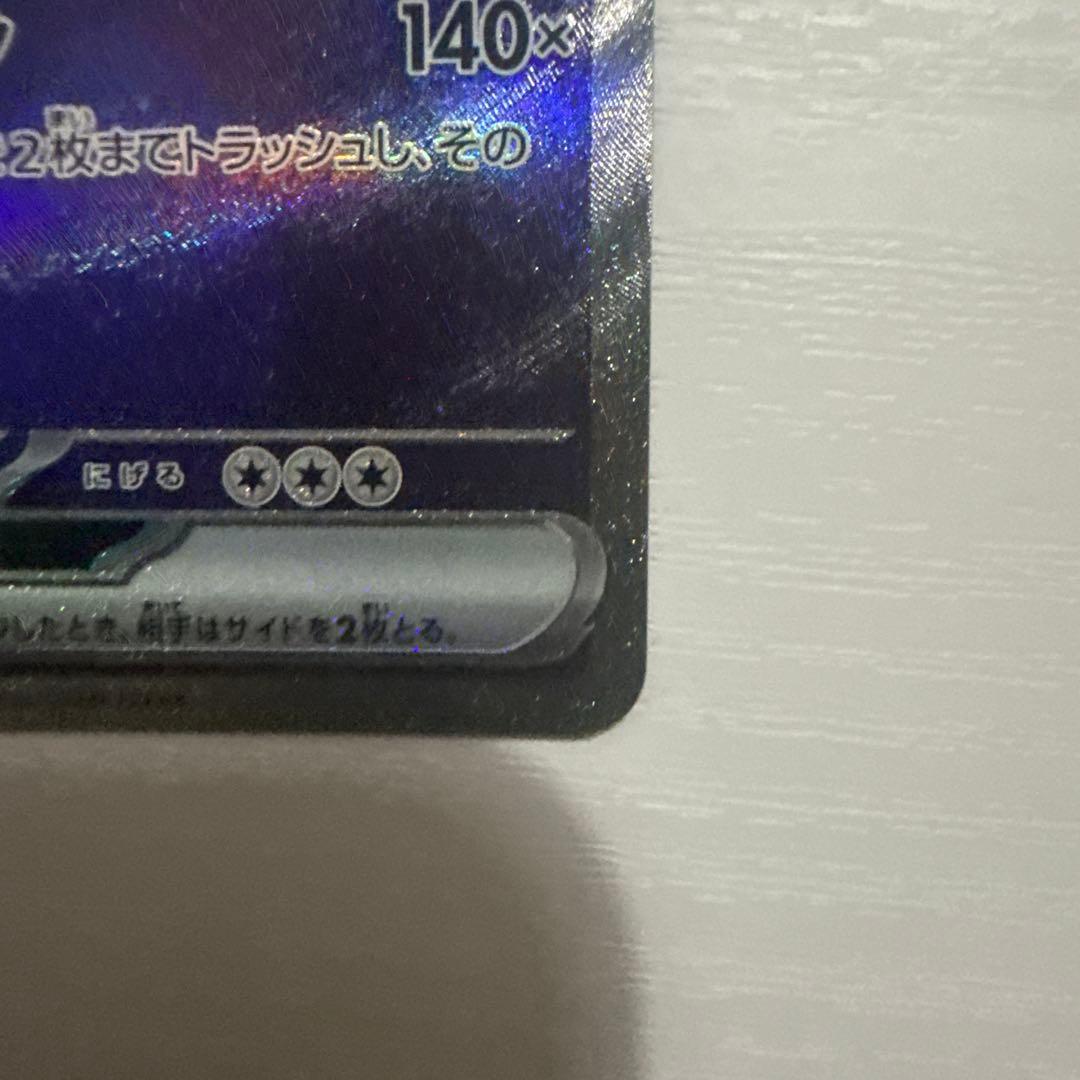 140×
2枚までトラッシュし、その
にげる
したとき、相手はサイドを2枚とる。